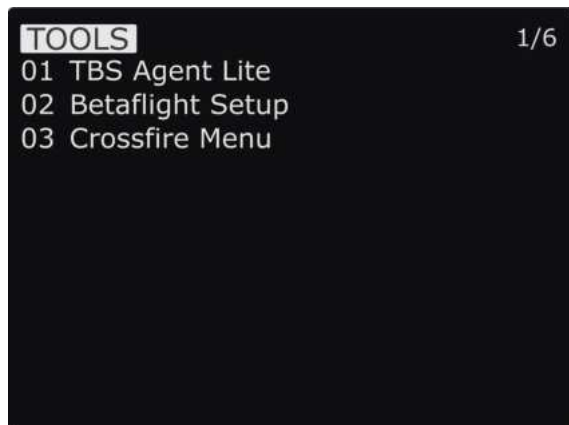 TOOLS 1/6
01 TBS Agent Lite
02 Betaflight Setup
03 Crossfire Menu